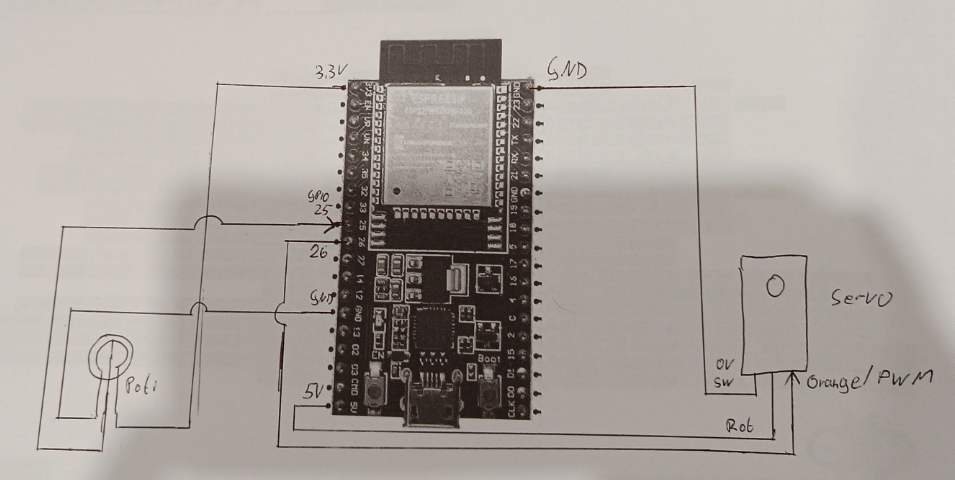 3.3V
GND
ESPRESSIF
3V3
EN
VP
VN
34
35
32
33
25
26
27
14
12
GND
13
D2
D3
CMD
5V
GND
23
22
TX
RX
21
GND
19
18
5
17
16
4
0
2
15
D1
D0
CLK
GPIO
25
26
GND
5V
EN
Boot
Poti
Servo
0V
SW
Orange/PWM
Rot